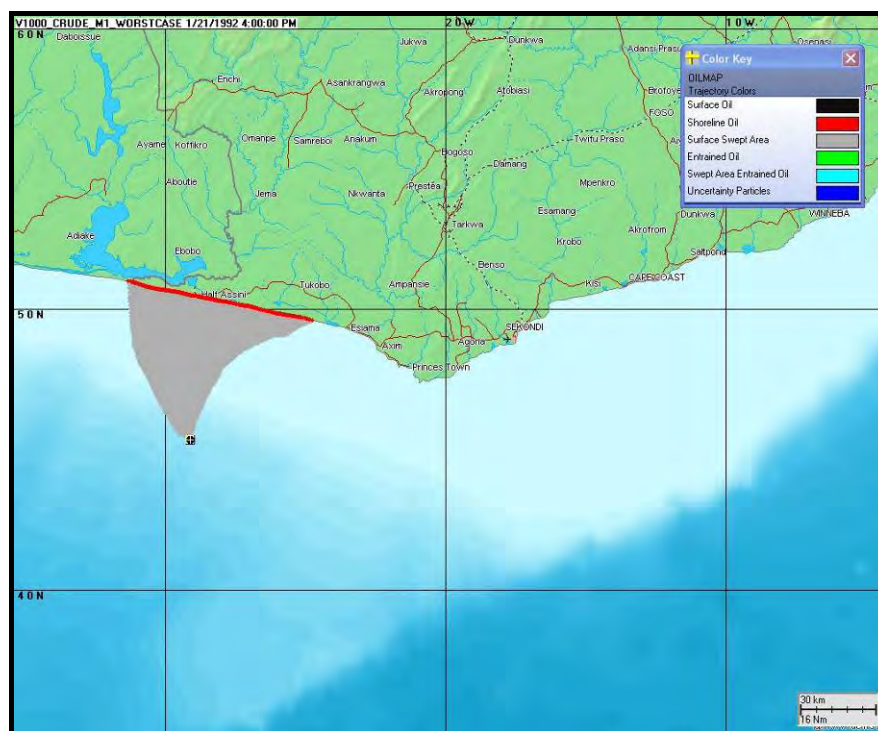 V1000_CRUDE_M1_WORSTCASE 1/21/1992 4:00:00 PM
2 0 W
1 0 W
6 0 N
Daboissue
Jukwa
Dunkwa
Adansi Praso
Color Key
OILMAP
Trajectory Colors
Surface Oil
Shoreline Oil
Surface Swept Area
Entrained Oil
Swept Area Entrained Oil
Uncertainty Particles
Enchi
Asankrangwa
Akropong
Atobiasi
FOSO
Ayame
Koffikro
Omanpe
Samreboi
Anakum
Twifu Praso
Bogoso
Damang
Aboutie
Jema
Nkwanta
Prestea
Mpenkro
Esamang
Dunkwa
WINNEBA
Tarkwa
Akrofrom
Adiake
Ebobo
Krobo
Saltpond
Benso
Half Assini
Tukobo
Ampansie
Kisi
CAPE COAST
5 0 N
Esiama
SEKONDI
Axim
Agona
Princes Town
4 0 N
30 km
16 Nm